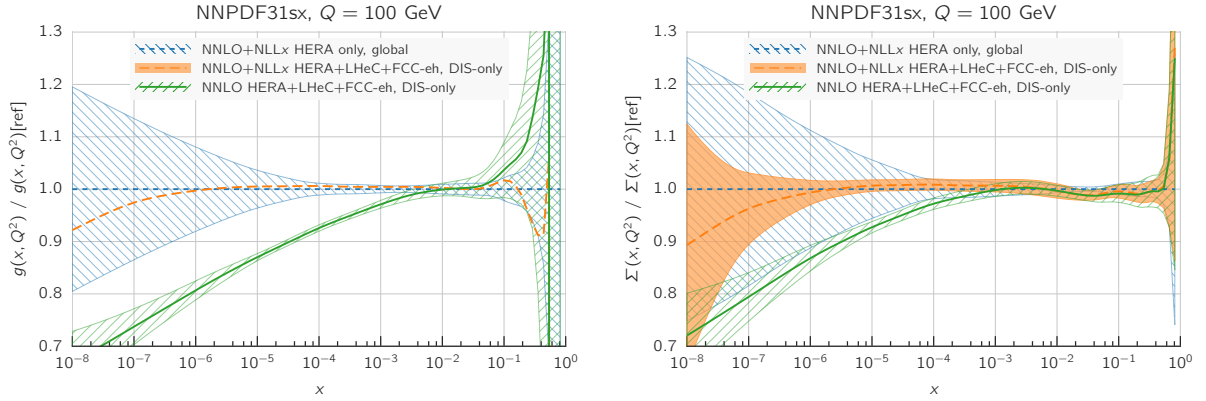 NNPDF31sx, Q = 100 GeV
NNLO+NLLx HERA only, global
NNLO+NLLx HERA+LHeC+FCC-eh, DIS-only
NNLO HERA+LHeC+FCC-eh, DIS-only
g(x, Q²) / g(x, Q²)[ref]
1.3
1.2
1.1
1.0
0.9
0.8
0.7
10⁻⁸ 10⁻⁷ 10⁻⁶ 10⁻⁵ 10⁻⁴ 10⁻³ 10⁻² 10⁻¹ 10⁰
x
NNPDF31sx, Q = 100 GeV
NNLO+NLLx HERA only, global
NNLO+NLLx HERA+LHeC+FCC-eh, DIS-only
NNLO HERA+LHeC+FCC-eh, DIS-only
Σ(x, Q²) / Σ(x, Q²)[ref]
1.3
1.2
1.1
1.0
0.9
0.8
0.7
10⁻⁸ 10⁻⁷ 10⁻⁶ 10⁻⁵ 10⁻⁴ 10⁻³ 10⁻² 10⁻¹ 10⁰
x